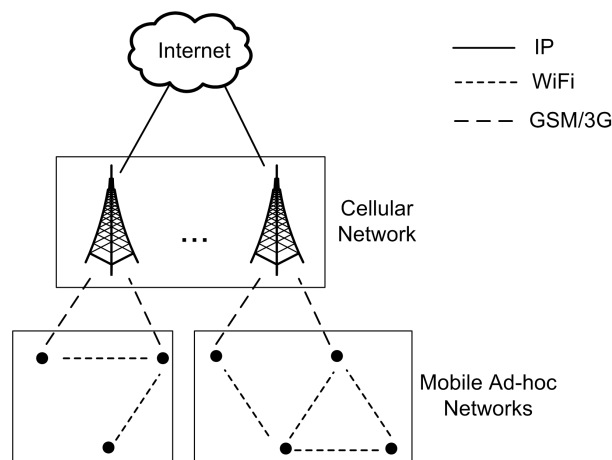 Internet
IP
WiFi
GSM/3G
Cellular
Network
...
Mobile Ad-hoc
Networks